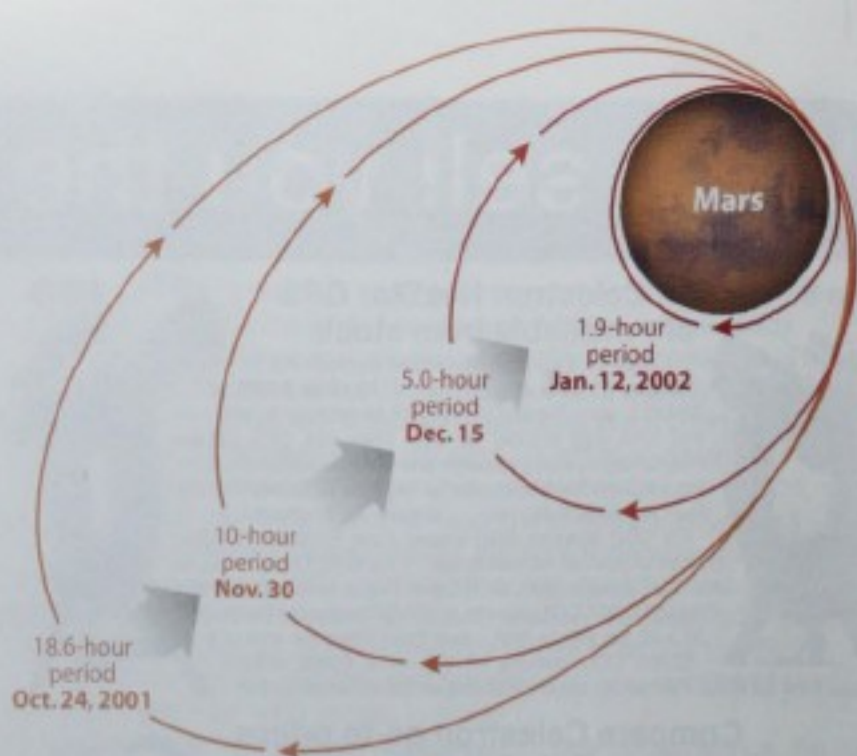 Mars
1.9-hour
period
Jan. 12, 2002
5.0-hour
period
Dec. 15
10-hour
period
Nov. 30
18.6-hour
period
Oct. 24, 2001